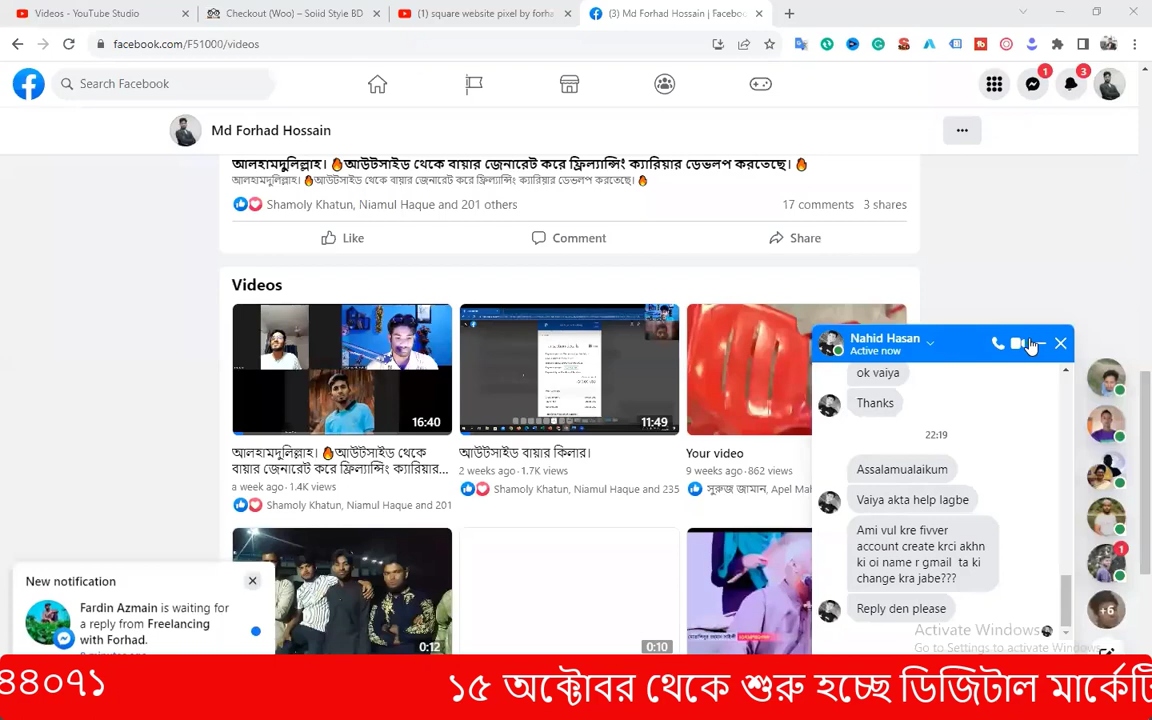 Videos - YouTube Studio
Checkout (Woo) – Soiid Style BD
(1) square website pixel by forha
(3) Md Forhad Hossain | Faceboo
facebook.com/F51000/videos
Search Facebook
1
3
Md Forhad Hossain
আলহামদুলিল্লাহ। 🔥আউটসাইড থেকে বায়ার জেনারেট করে ফ্রিল্যান্সিং ক্যারিয়ার ডেভলপ করতেছে। 🔥
আলহামদুলিল্লাহ। 🔥আউটসাইড থেকে বায়ার জেনারেট করে ফ্রিল্যান্সিং ক্যারিয়ার ডেভলপ করতেছে। 🔥
Shamoly Khatun, Niamul Haque and 201 others
17 comments 3 shares
Like
Comment
Share
Videos
16:40
11:49
আলহামদুলিল্লাহ। 🔥আউটসাইড থেকে
বায়ার জেনারেট করে ফ্রিল্যান্সিং ক্যারিয়ার...
a week ago · 1.4K views
Shamoly Khatun, Niamul Haque and 201
আউটসাইড বায়ার কিলার।
2 weeks ago · 1.7K views
Shamoly Khatun, Niamul Haque and 235
Your video
9 weeks ago · 862 views
সুরুজ জামান, Apel Mah
0:12
0:10
Nahid Hasan
Active now
ok vaiya
Thanks
22:19
Assalamualaikum
Vaiya akta help lagbe
Ami vul kre fivver
account create krci akhn
ki oi name r gmail ta ki
change kra jabe???
Reply den please
1
+6
Activate Windows
Go to Settings to activate Windows
New notification
Fardin Azmain is waiting for
a reply from Freelancing
with Forhad.
৪৪০৭১
১৫ অক্টোবর থেকে শুরু হচ্ছে ডিজিটাল মার্কেটি